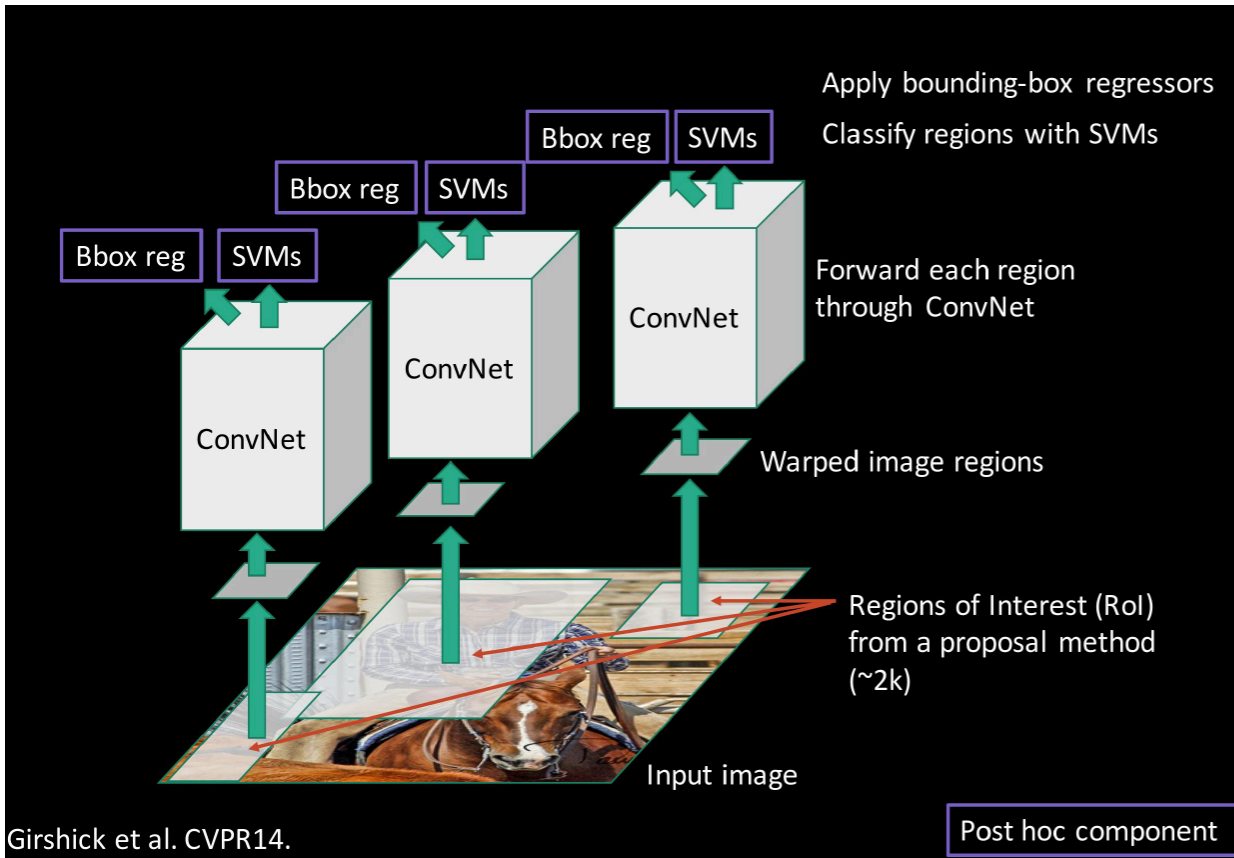 Apply bounding-box regressors
Bbox reg
SVMs
Classify regions with SVMs
Bbox reg
SVMs
Bbox reg
SVMs
Forward each region
through ConvNet
ConvNet
ConvNet
ConvNet
Warped image regions
Regions of Interest (RoI)
from a proposal method
(~2k)
Input image
Girshick et al. CVPR14.
Post hoc component